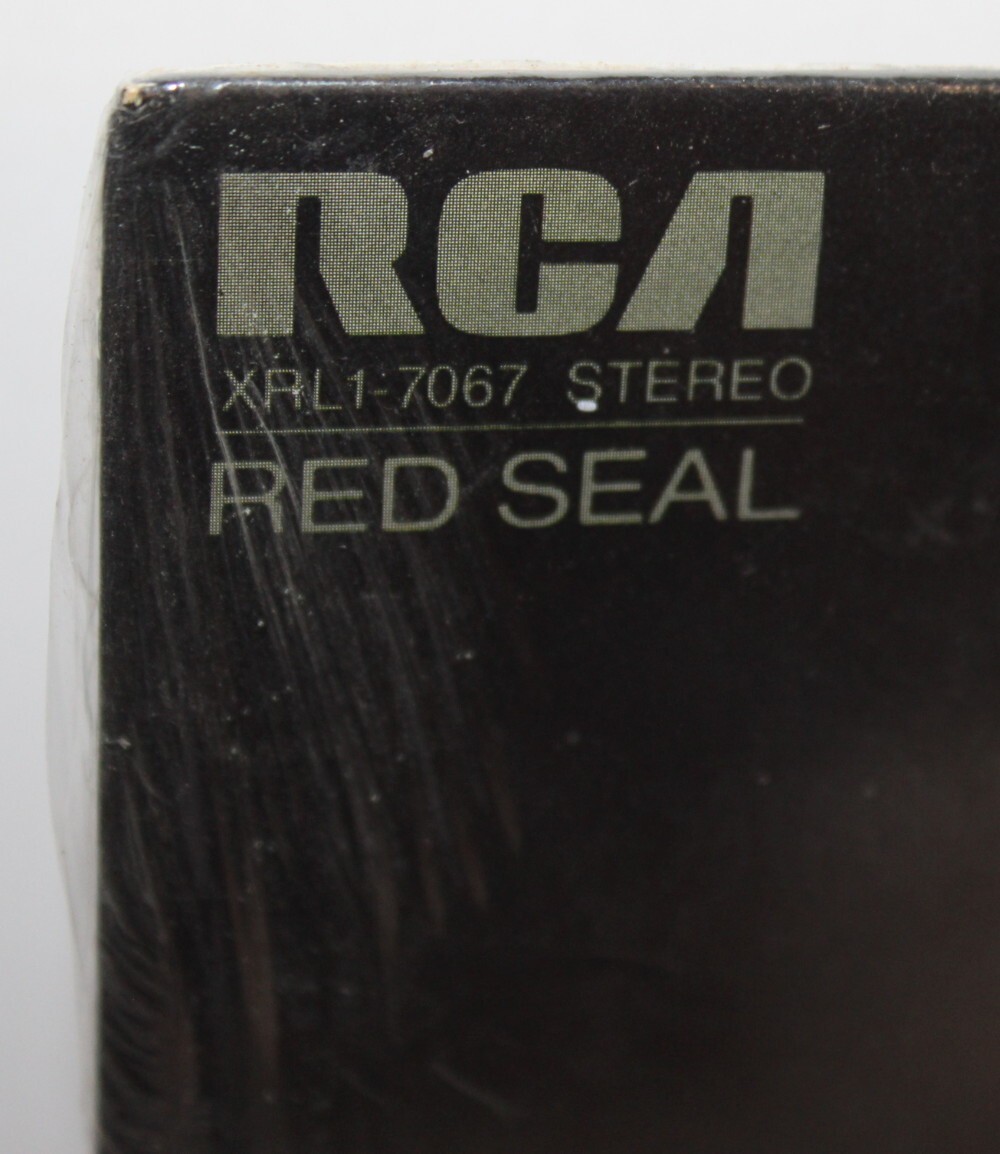 RCA
XRL1-7067 STEREO
RED SEAL